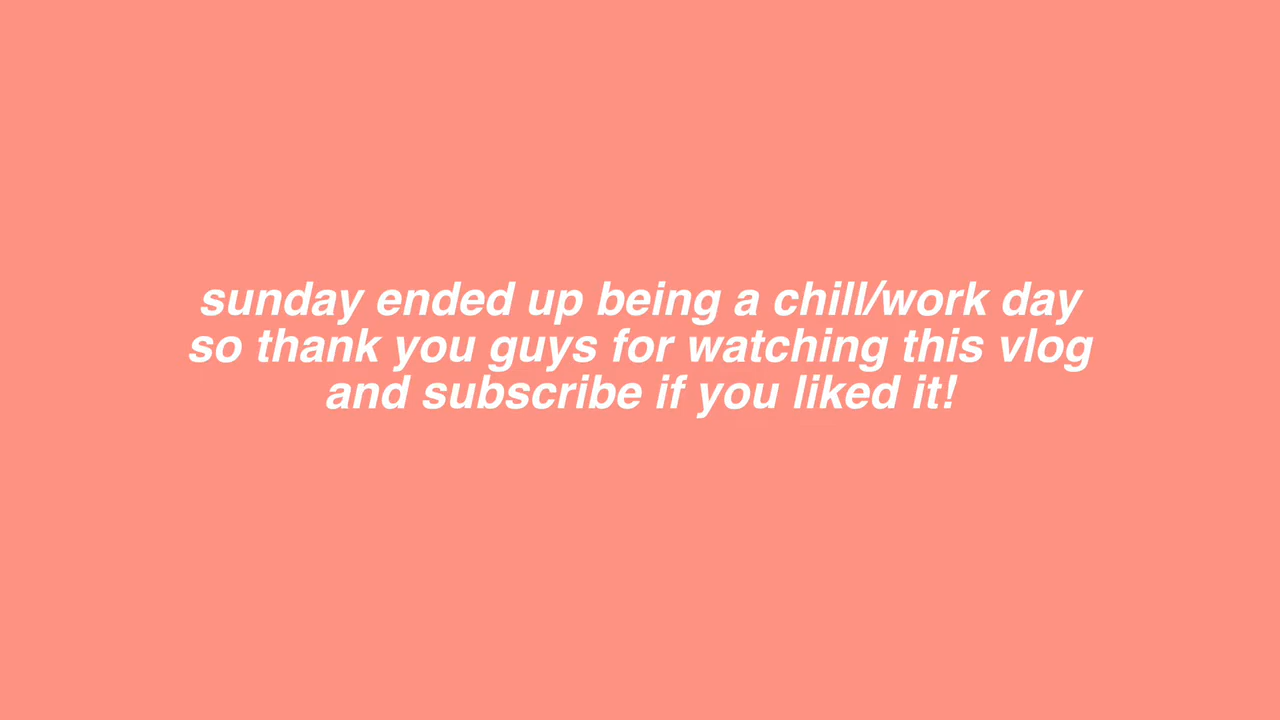 sunday ended up being a chill/work day
so thank you guys for watching this vlog
and subscribe if you liked it!